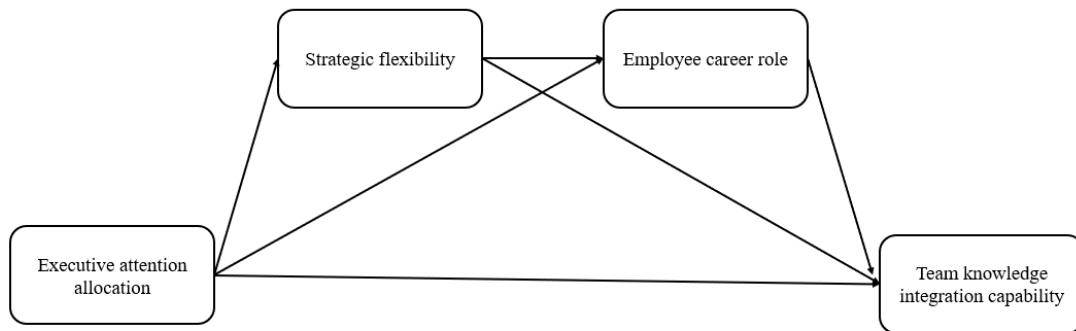 Strategic flexibility
Employee career role
Executive attention
allocation
Team knowledge
integration capability